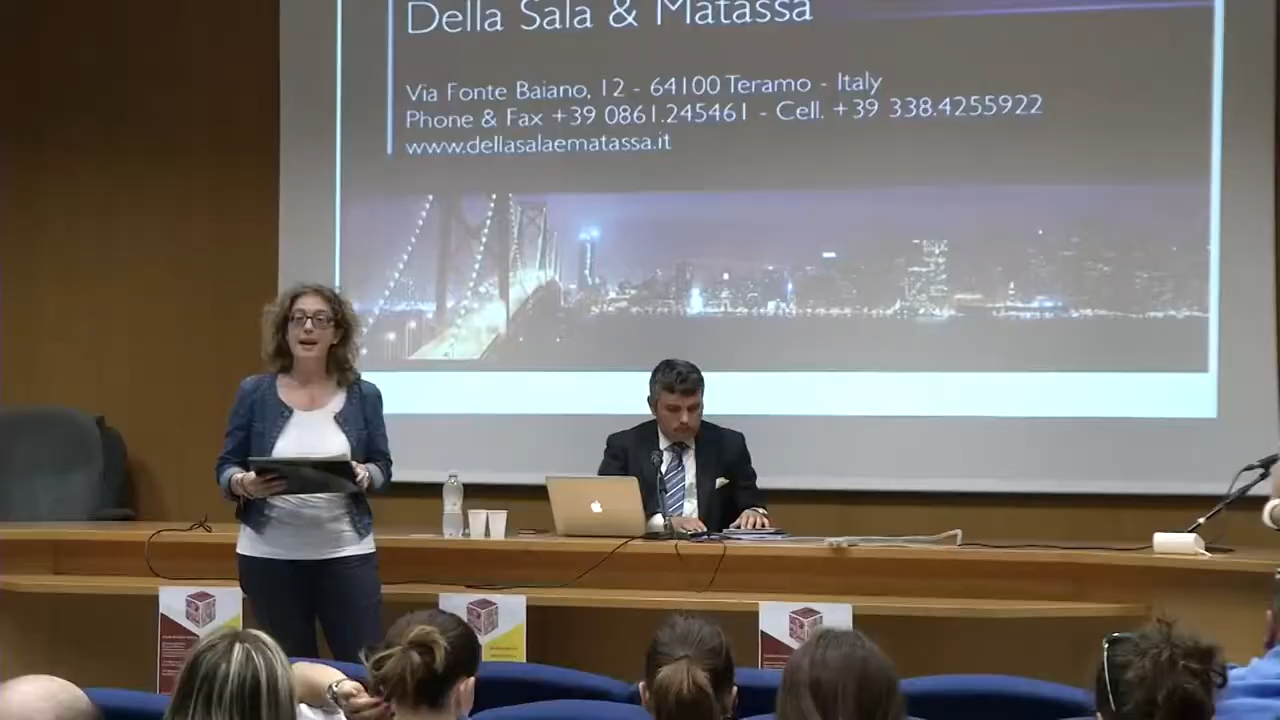 Della Sala & Matassa
Via Fonte Baiano, 12 - 64100 Teramo - Italy
Phone & Fax +39 0861.245461 - Cell. +39 338.4255922
www.dellasalaematassa.it